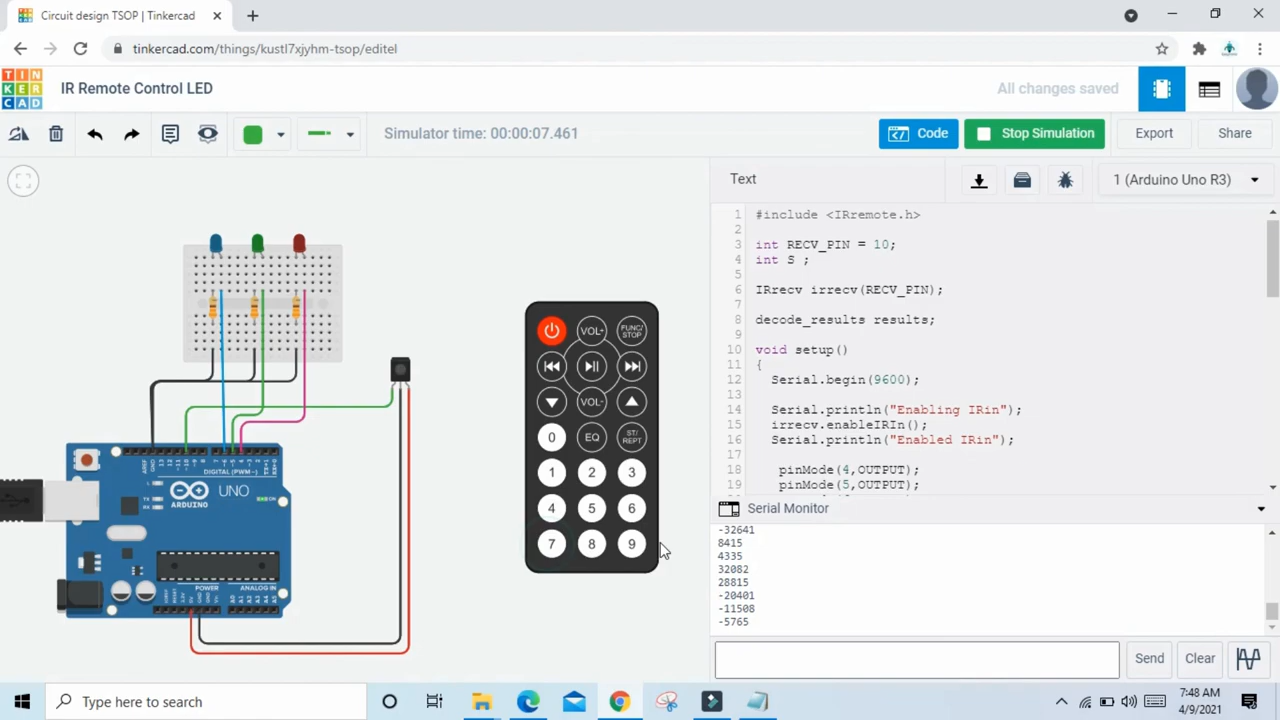 Circuit design TSOP | Tinkercad
tinkercad.com/things/kustl7xjyhm-tsop/editel
TIN
KER
CAD
IR Remote Control LED
All changes saved
Simulator time: 00:00:07.461
Code
Stop Simulation
Export
Share
Text
1 (Arduino Uno R3)
1 #include <IRremote.h>
2
3 int RECV_PIN = 10;
4 int S ;
5
6 IRrecv irrecv(RECV_PIN);
7
8 decode_results results;
9
10 void setup()
11 {
12 Serial.begin(9600);
13
14 Serial.println("Enabling IRin");
15 irrecv.enableIRIn();
16 Serial.println("Enabled IRin");
17
18 pinMode(4,OUTPUT);
19 pinMode(5,OUTPUT);
VOL+
FUNC/
STOP
VOL-
0 EQ ST/
REPT
1 2 3
4 5 6
7 8 9
DIGITAL (PWM~)
UNO
ARDUINO
TX
RX
ON
POWER
ANALOG IN
Serial Monitor
-32641
8415
4335
32082
28815
-20401
-11508
-5765
Send
Clear
Type here to search
7:48 AM
4/9/2021